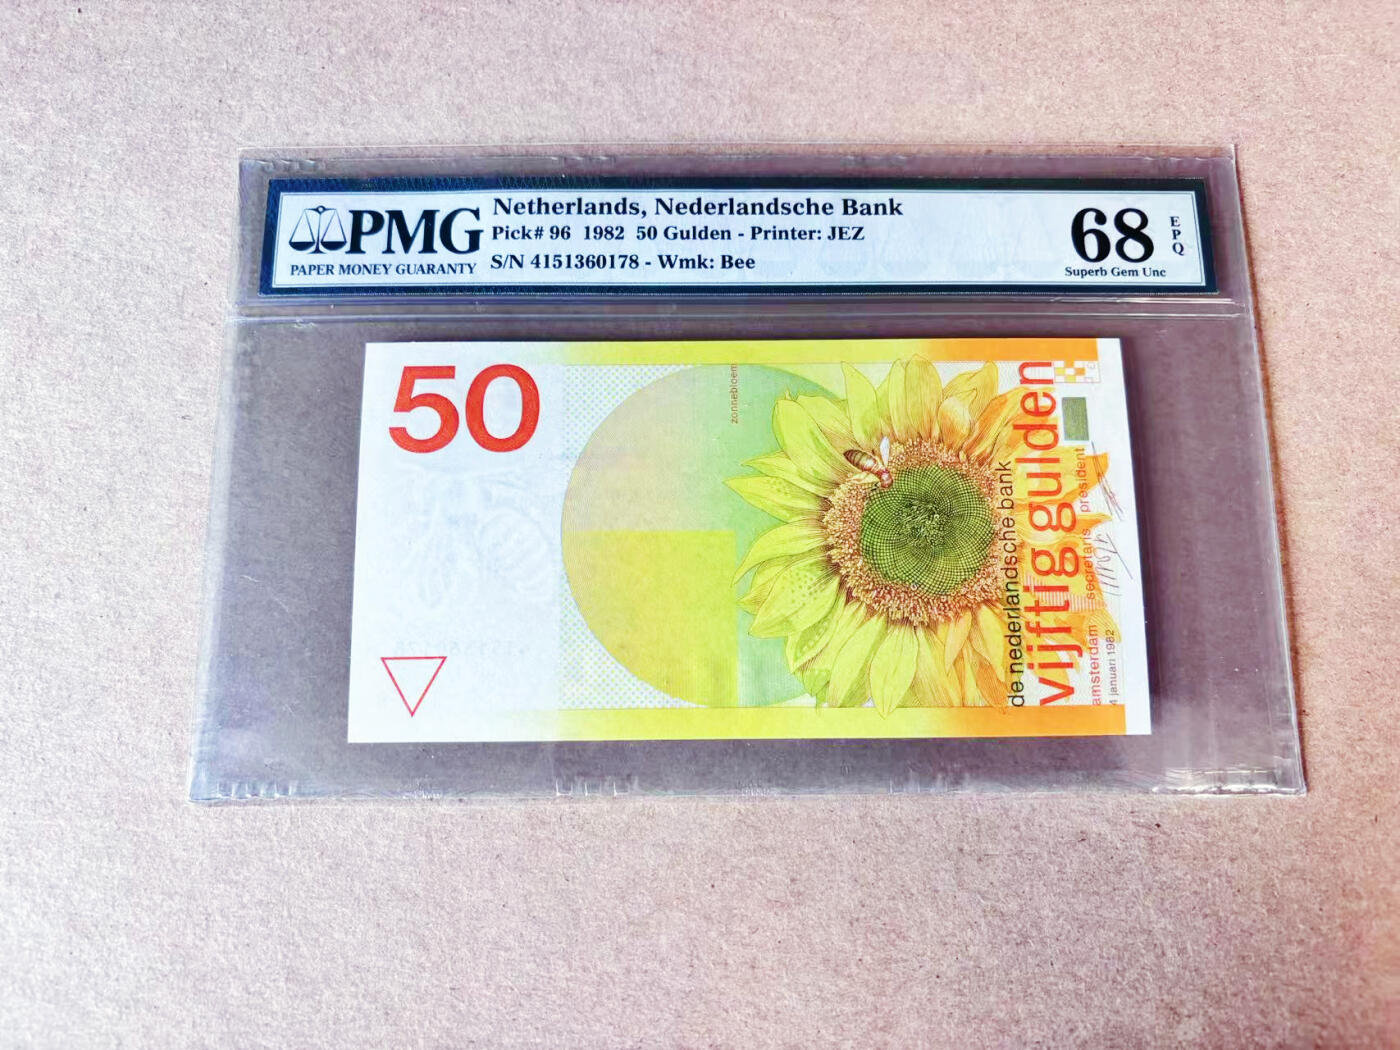 PMG
PAPER MONEY GUARANTY
Netherlands, Nederlandsche Bank
Pick# 96 1982 50 Gulden - Printer: JEZ
S/N 4151360178 - Wmk: Bee
68
EPQ
Superb Gem Unc
50
zonnebloem
de nederlandsche bank
vijftig gulden
amsterdam secretaris president
4 januari 1982